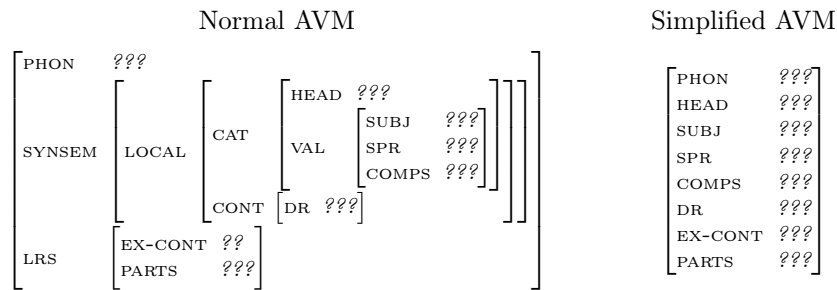 Normal AVM
PHON ???
SYNSEM LOCAL CAT HEAD ???
VAL SUBJ ???
SPR ???
COMPS ???
CONT DR ???
LRS EX-CONT ??
PARTS ???
Simplified AVM
PHON ???
HEAD ???
SUBJ ???
SPR ???
COMPS ???
DR ???
EX-CONT ???
PARTS ???